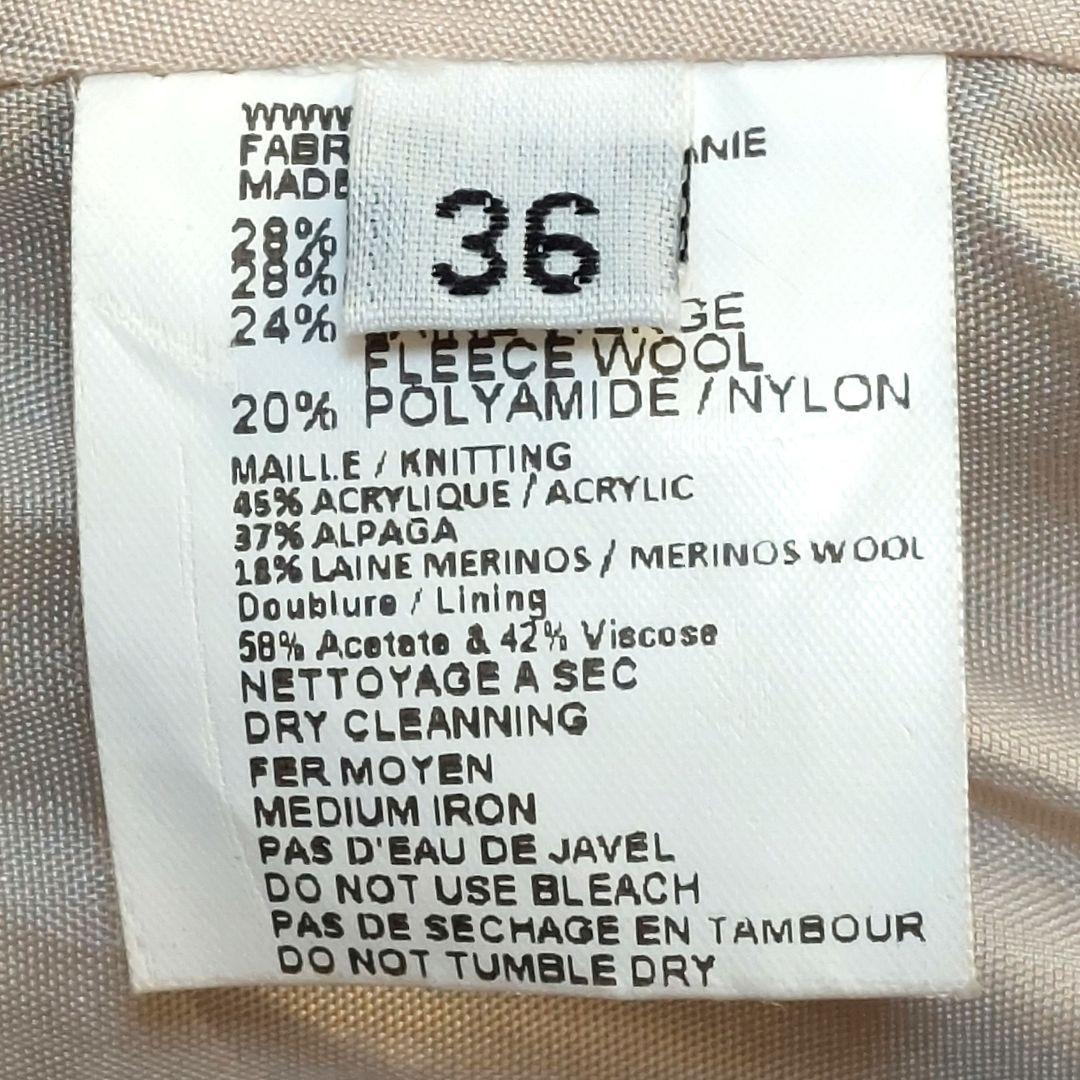 WWW
FABR NIE
MADE
36
28%
28%
24% GE
FLEECE WOOL
20% POLYAMIDE / NYLON
MAILLE / KNITTING
45% ACRYLIQUE / ACRYLIC
37% ALPAGA
18% LAINE MERINOS / MERINOS WOOL
Doublure / Lining
58% Acetate & 42% Viscose
NETTOYAGE A SEC
DRY CLEANNING
FER MOYEN
MEDIUM IRON
PAS D'EAU DE JAVEL
DO NOT USE BLEACH
PAS DE SECHAGE EN TAMBOUR
DO NOT TUMBLE DRY